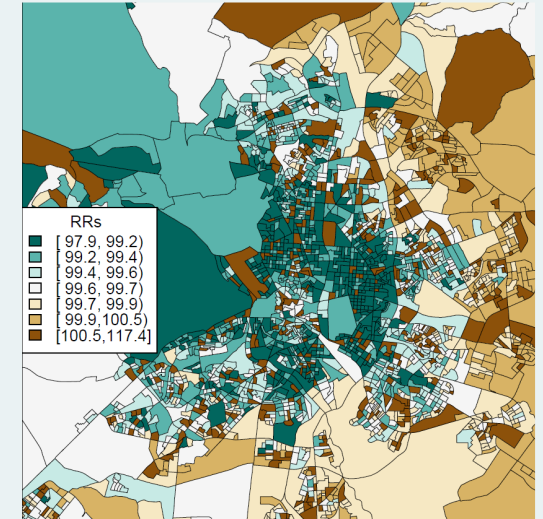 RRs
[ 97.9, 99.2)
[ 99.2, 99.4)
[ 99.4, 99.6)
[ 99.6, 99.7)
[ 99.7, 99.9)
[ 99.9,100.5)
[100.5,117.4]